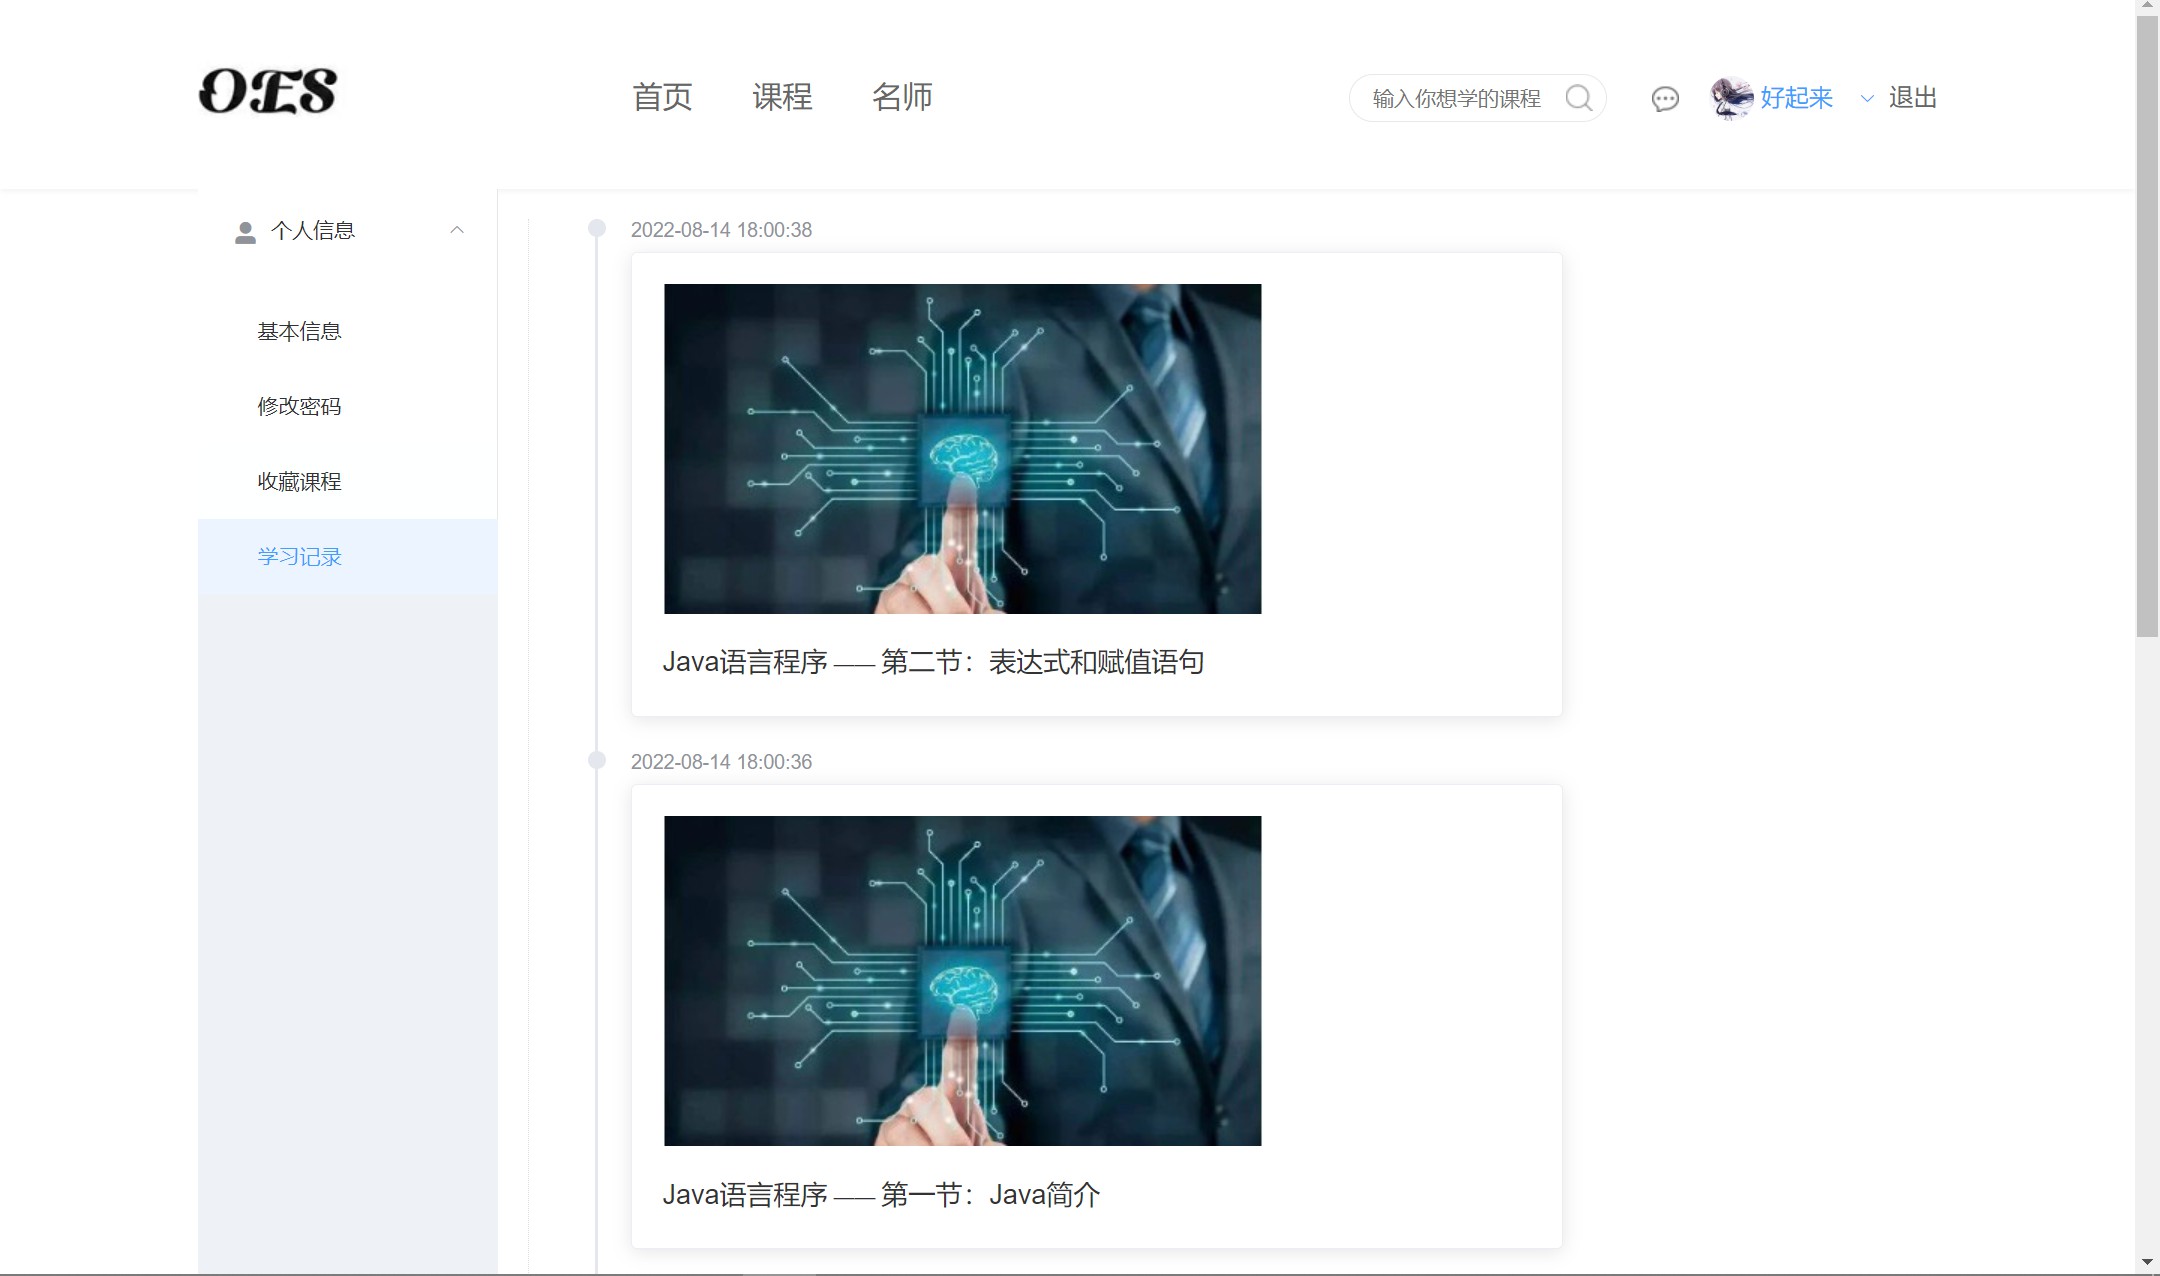 OES
首页 课程 名师
输入你想学的课程
好起来
退出
个人信息
基本信息
修改密码
收藏课程
学习记录
2022-08-14 18:00:38
Java语言程序 —— 第二节：表达式和赋值语句
2022-08-14 18:00:36
Java语言程序 —— 第一节：Java简介